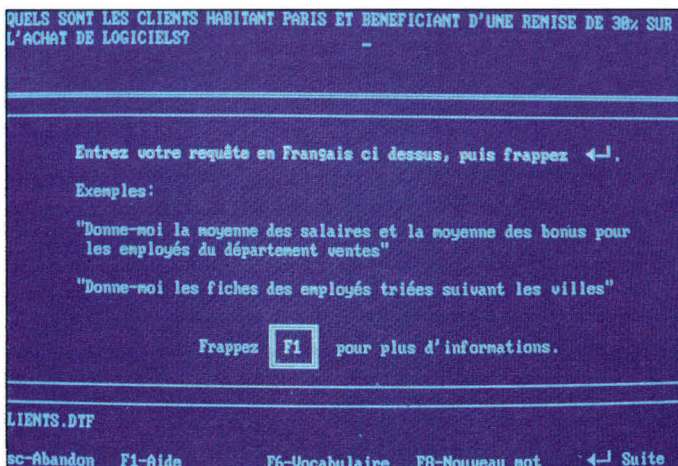 QUELS SONT LES CLIENTS HABITANT PARIS ET BENEFICIANT D'UNE REMISE DE 30% SUR
L'ACHAT DE LOGICIELS?
Entrez votre requête en Français ci dessus, puis frappez ↵.
Exemples:
"Donne-moi la moyenne des salaires et la moyenne des bonus pour
les employés du département ventes"
"Donne-moi les fiches des employés triées suivant les villes"
Frappez F1 pour plus d'informations.
LIENTS.DTF
sc-Abandon F1-Aide F6-Vocabulaire F8-Nouveau mot ↵ Suite